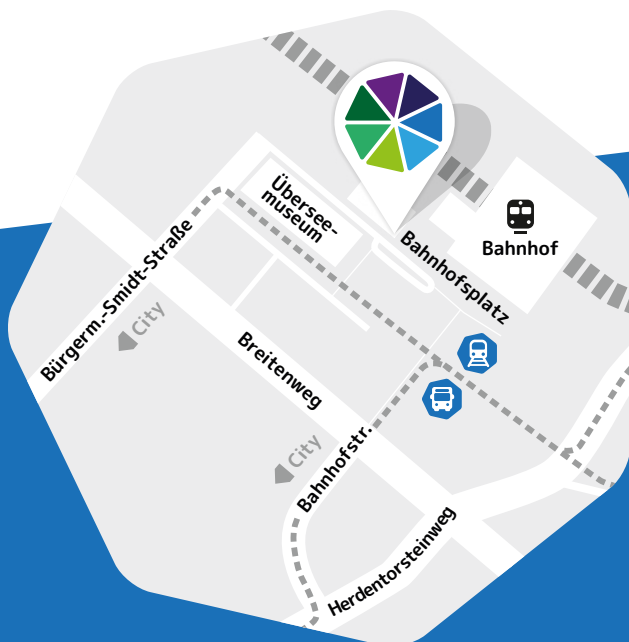 Übersee-
museum
Bahnhof
Bahnhofsplatz
Bürgerm.-Smidt-Straße
City
Breitenweg
City
Bahnhofstr.
Herdentorsteinweg